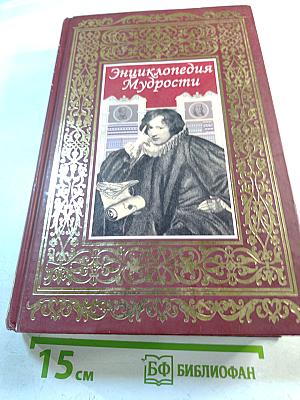 Энциклопедия
Мудрости
15 см
БФ БИБЛИОФАН